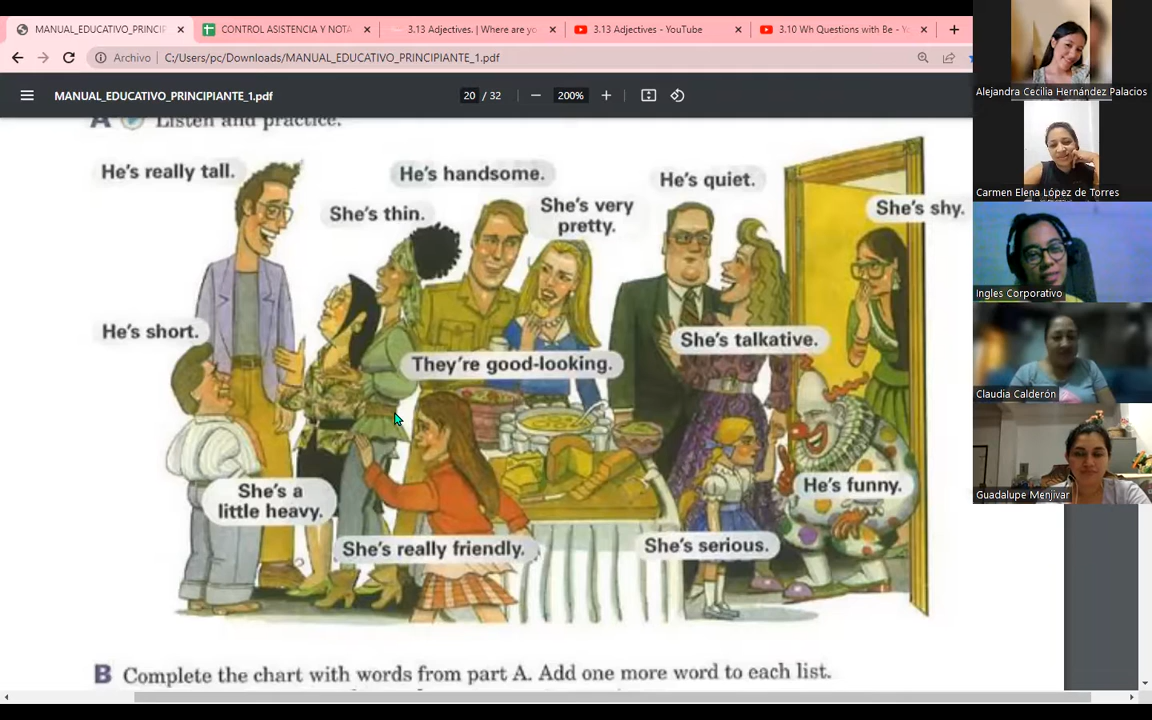 MANUAL_EDUCATIVO_PRINCIP
CONTROL ASISTENCIA Y NOTA
3.13 Adjectives. | Where are yo
3.13 Adjectives - YouTube
3.10 Wh Questions with Be - Y
Archivo
C:/Users/pc/Downloads/MANUAL_EDUCATIVO_PRINCIPIANTE_1.pdf
MANUAL_EDUCATIVO_PRINCIPIANTE_1.pdf
20 / 32
200%
A Listen and practice.
He's really tall.
He's handsome.
He's quiet.
She's thin.
She's very
pretty.
She's shy.
He's short.
She's talkative.
They're good-looking.
She's a
little heavy.
He's funny.
She's really friendly.
She's serious.
B Complete the chart with words from part A. Add one more word to each list.
Alejandra Cecilia Hernández Palacios
Carmen Elena López de Torres
Ingles Corporativo
Claudia Calderón
Guadalupe Menjivar